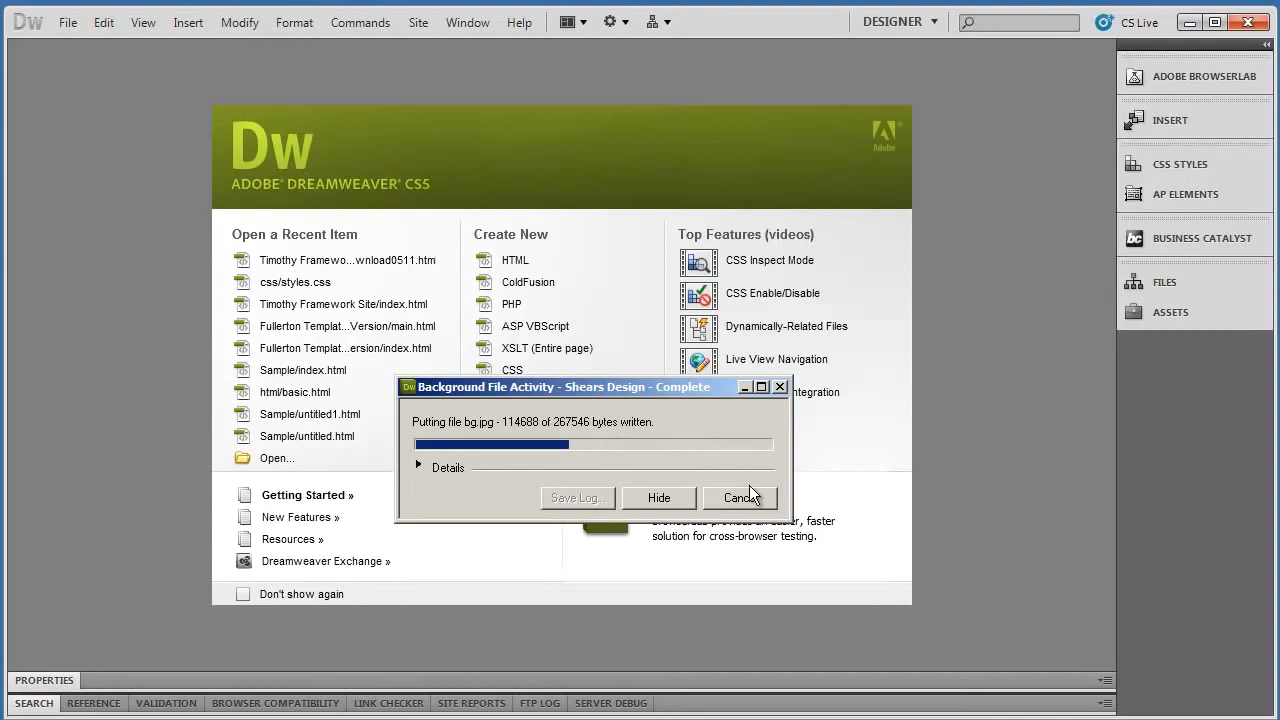 Dw File Edit View Insert Modify Format Commands Site Window Help DESIGNER CS Live
ADOBE BROWSERLAB
INSERT
CSS STYLES
AP ELEMENTS
BUSINESS CATALYST
FILES
ASSETS
Dw
ADOBE® DREAMWEAVER® CS5
Adobe®
Open a Recent Item
Timothy Framewo...wnload0511.htm
css/styles.css
Timothy Framework Site/index.html
Fullerton Templat...Version/main.html
Fullerton Templat...ersion/index.html
Sample/index.html
html/basic.html
Sample/untitled1.html
Sample/untitled.html
Open...
Create New
HTML
ColdFusion
PHP
ASP VBScript
XSLT (Entire page)
CSS
Top Features (videos)
CSS Inspect Mode
CSS Enable/Disable
Dynamically-Related Files
Live View Navigation
Integration
Background File Activity - Shears Design - Complete
Putting file bg.jpg - 114688 of 267546 bytes written.
Details
Save Log... Hide
Getting Started »
New Features »
Resources »
Dreamweaver Exchange »
faster
solution for cross-browser testing.
Don't show again
PROPERTIES
SEARCH REFERENCE VALIDATION BROWSER COMPATIBILITY LINK CHECKER SITE REPORTS FTP LOG SERVER DEBUG